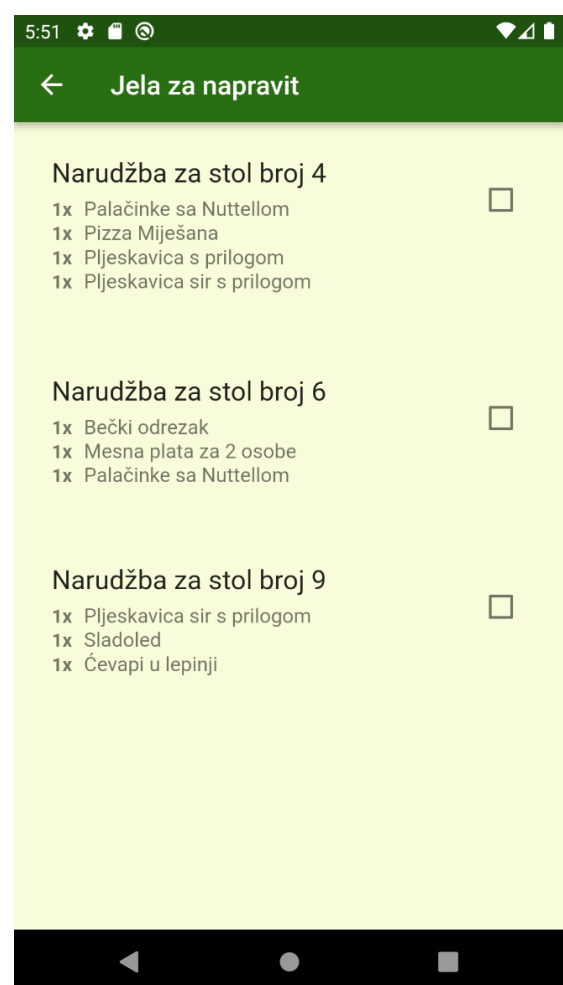 5:51
Jela za napravit
Narudžba za stol broj 4
1x Palačinke sa Nuttellom
1x Pizza Miješana
1x Pljeskavica s prilogom
1x Pljeskavica sir s prilogom
Narudžba za stol broj 6
1x Bečki odrezak
1x Mesna plata za 2 osobe
1x Palačinke sa Nuttellom
Narudžba za stol broj 9
1x Pljeskavica sir s prilogom
1x Sladoled
1x Ćevapi u lepinji